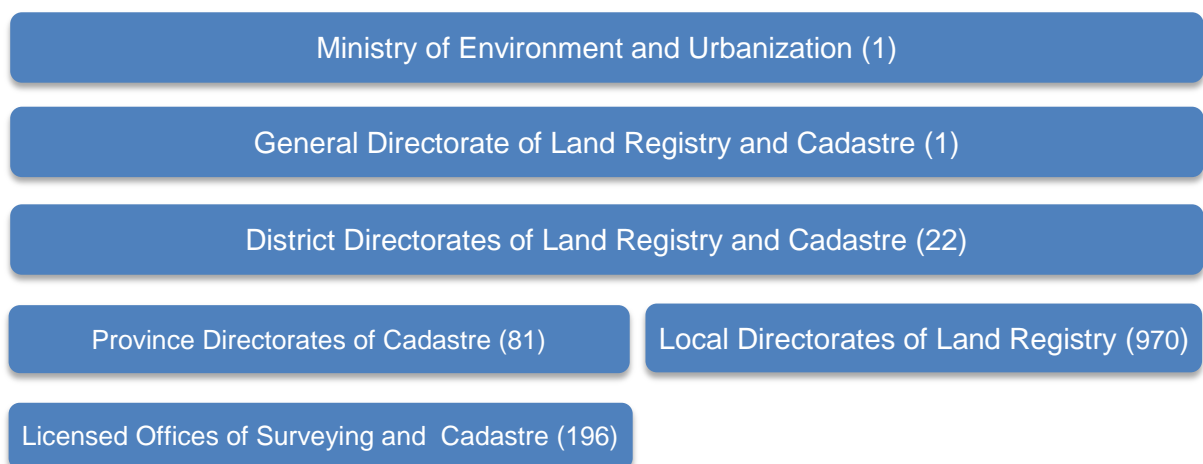 Ministry of Environment and Urbanization (1)
General Directorate of Land Registry and Cadastre (1)
District Directorates of Land Registry and Cadastre (22)
Province Directorates of Cadastre (81)
Local Directorates of Land Registry (970)
Licensed Offices of Surveying and Cadastre (196)